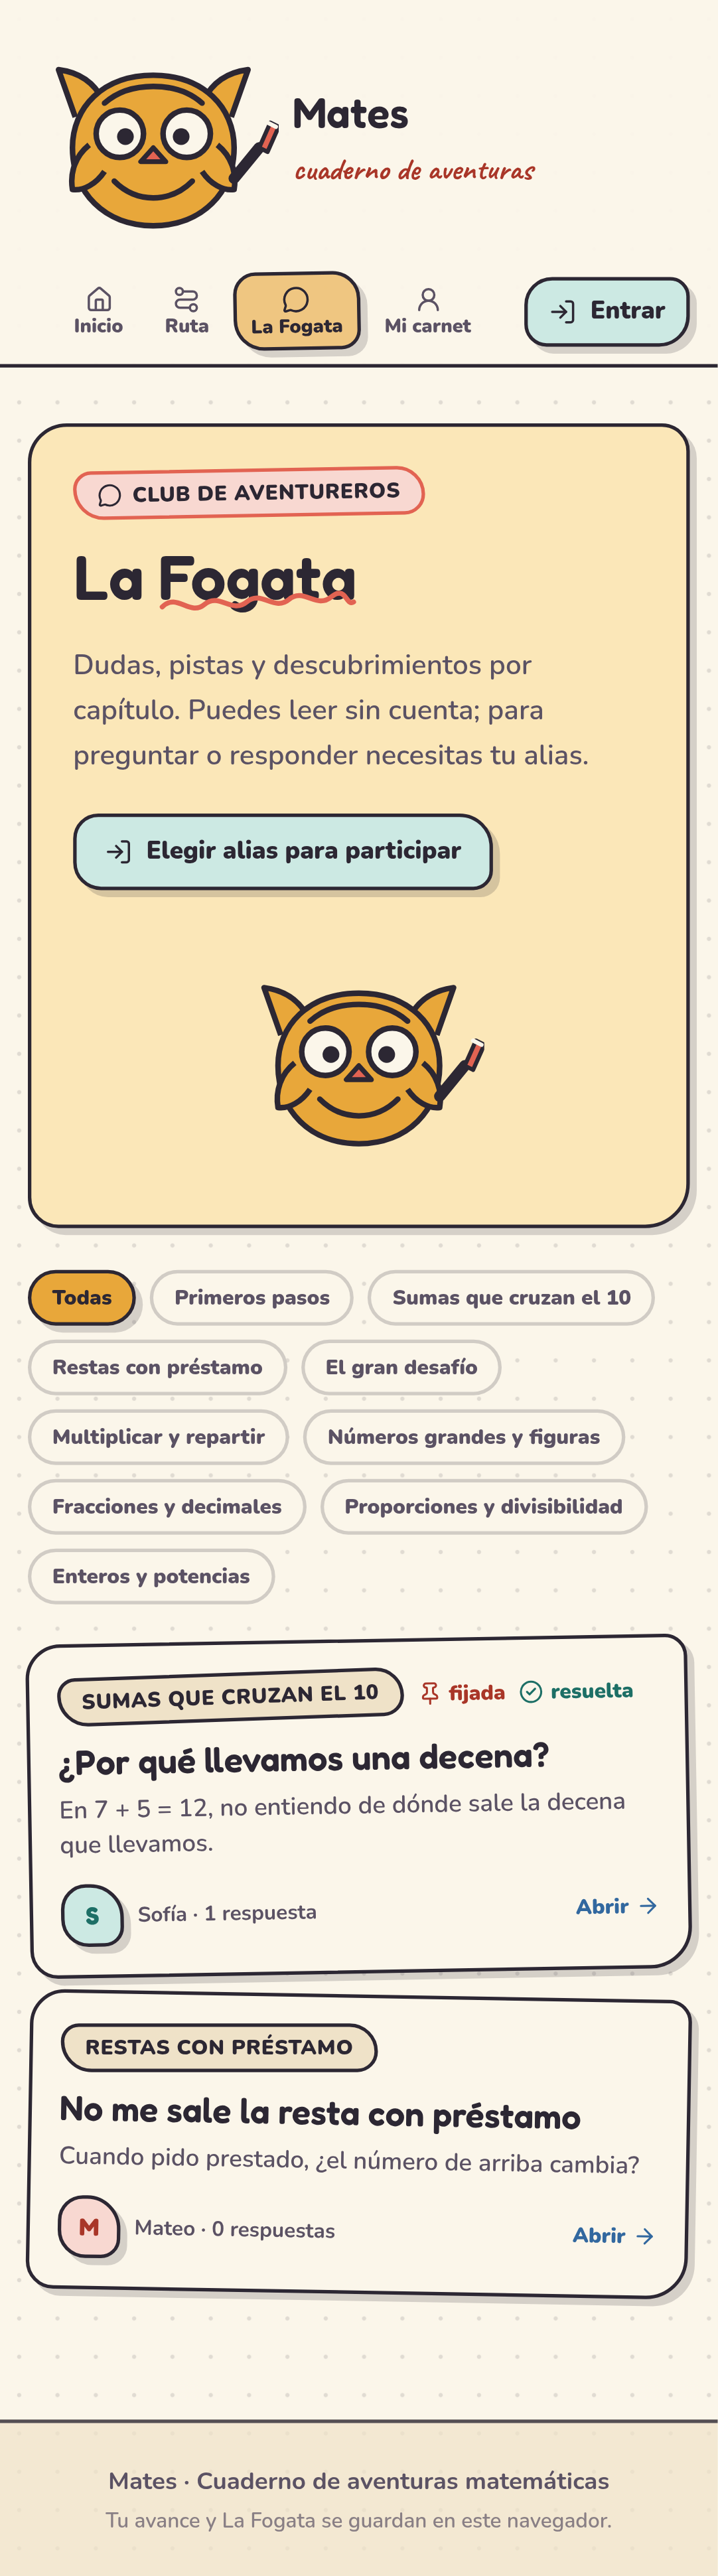 Mates
cuaderno de aventuras
Inicio
Ruta
La Fogata
Mi carnet
Entrar
CLUB DE AVENTUREROS
La Fogata
Dudas, pistas y descubrimientos por
capítulo. Puedes leer sin cuenta; para
preguntar o responder necesitas tu alias.
Elegir alias para participar
Todas
Primeros pasos
Sumas que cruzan el 10
Restas con préstamo
El gran desafío
Multiplicar y repartir
Números grandes y figuras
Fracciones y decimales
Proporciones y divisibilidad
Enteros y potencias
SUMAS QUE CRUZAN EL 10
fijada
resuelta
¿Por qué llevamos una decena?
En 7 + 5 = 12, no entiendo de dónde sale la decena
que llevamos.
S
Sofía · 1 respuesta
Abrir →
RESTAS CON PRÉSTAMO
No me sale la resta con préstamo
Cuando pido prestado, ¿el número de arriba cambia?
M
Mateo · 0 respuestas
Abrir →
Mates · Cuaderno de aventuras matemáticas
Tu avance y La Fogata se guardan en este navegador.